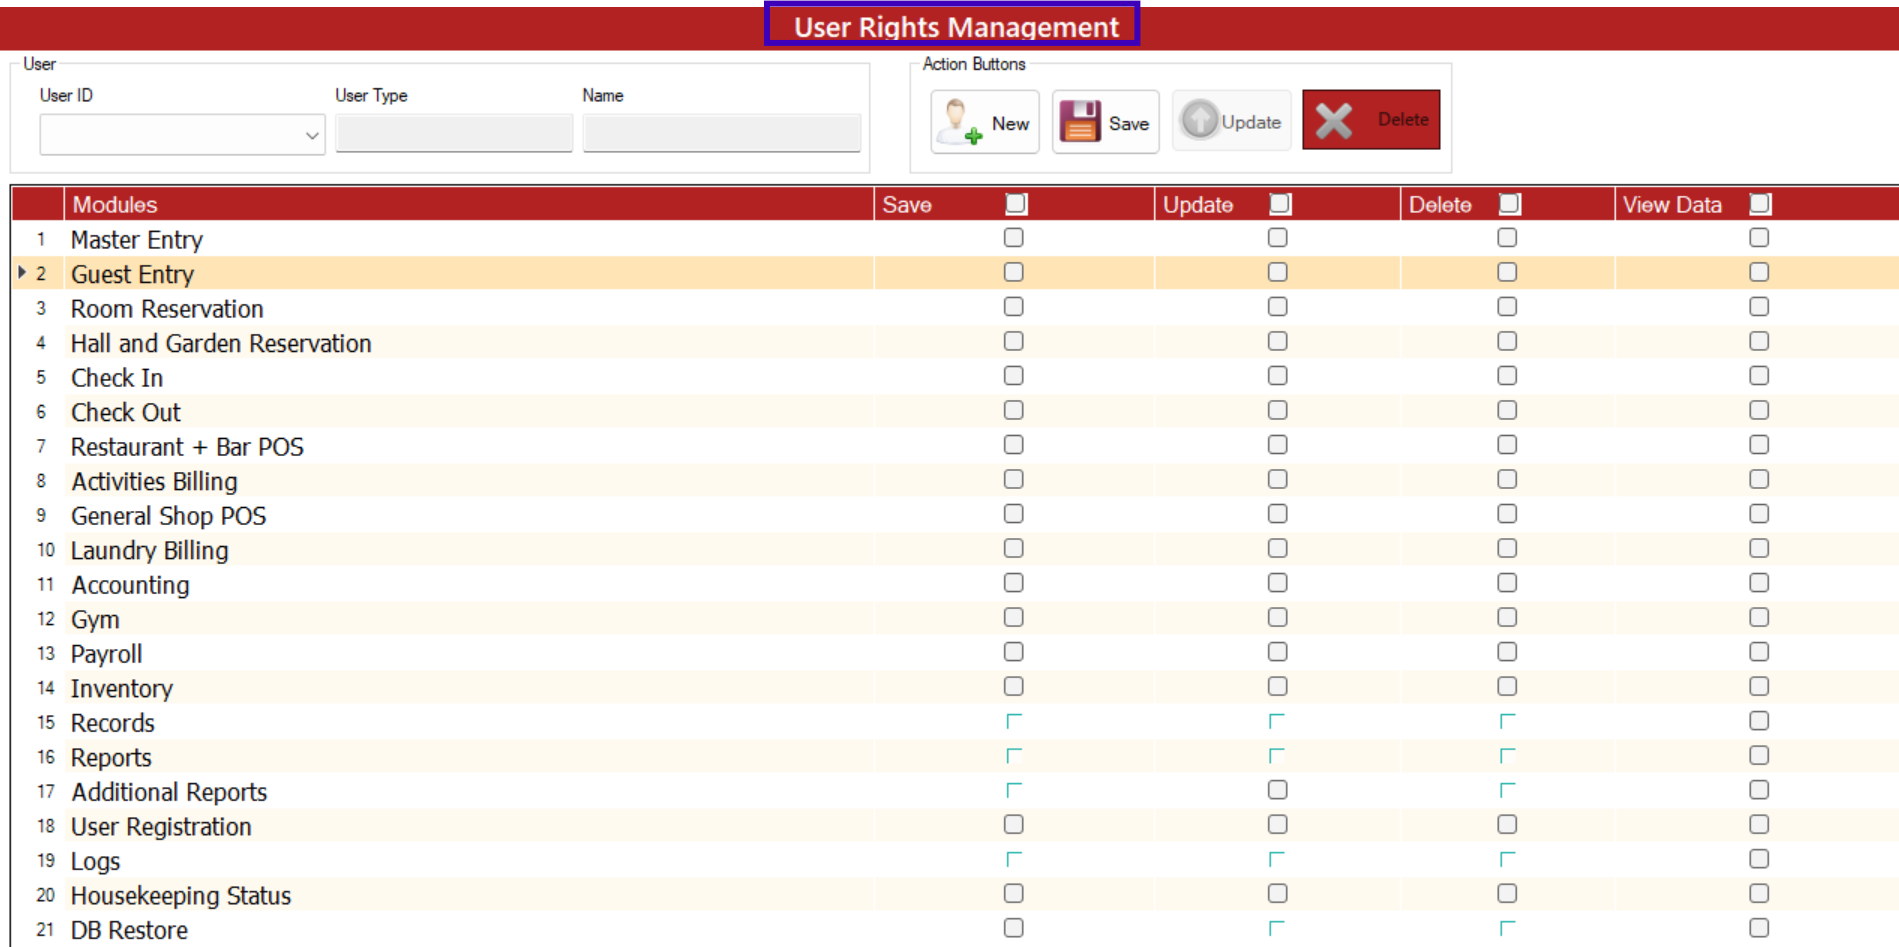 User Rights Management
User Action Buttons
User ID User Type Name
New Save Update Delete
Modules Save Update Delete View Data
1 Master Entry
2 Guest Entry
3 Room Reservation
4 Hall and Garden Reservation
5 Check In
6 Check Out
7 Restaurant + Bar POS
8 Activities Billing
9 General Shop POS
10 Laundry Billing
11 Accounting
12 Gym
13 Payroll
14 Inventory
15 Records
16 Reports
17 Additional Reports
18 User Registration
19 Logs
20 Housekeeping Status
21 DB Restore